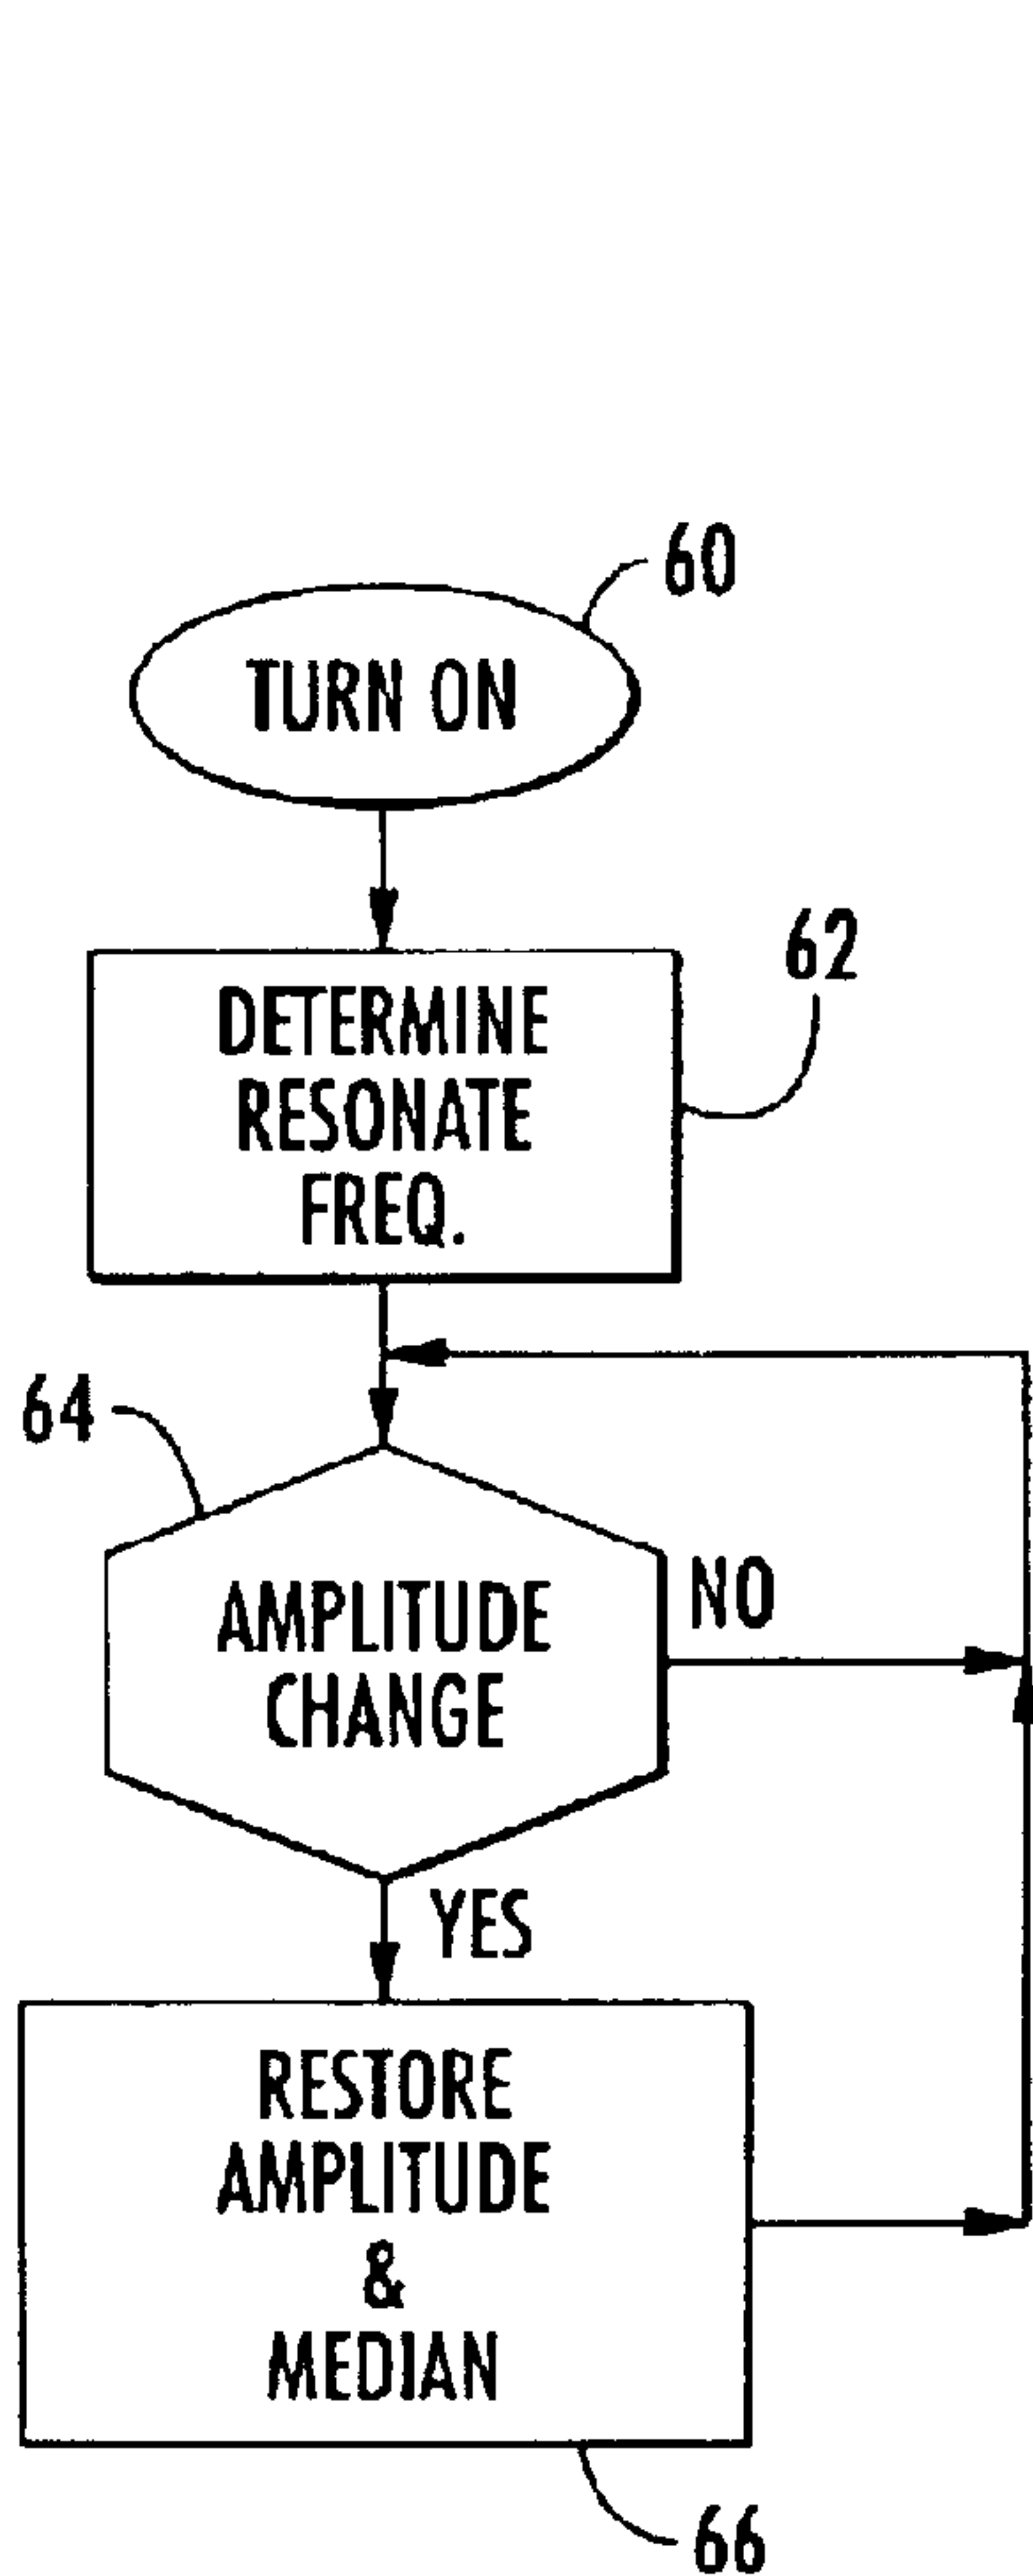 60
TURN ON
62
DETERMINE
RESONATE
FREQ.
64
AMPLITUDE
CHANGE
NO
YES
RESTORE
AMPLITUDE
&
MEDIAN
66